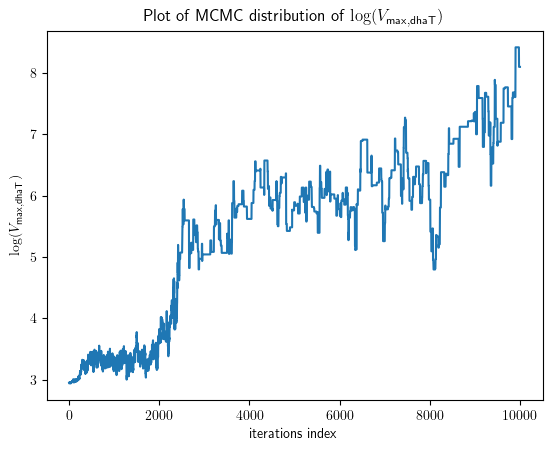 Plot of MCMC distribution of log(V_max,dhaT)
8
7
6
5
4
3
log(V_max,dhaT)
0 2000 4000 6000 8000 10000
iterations index